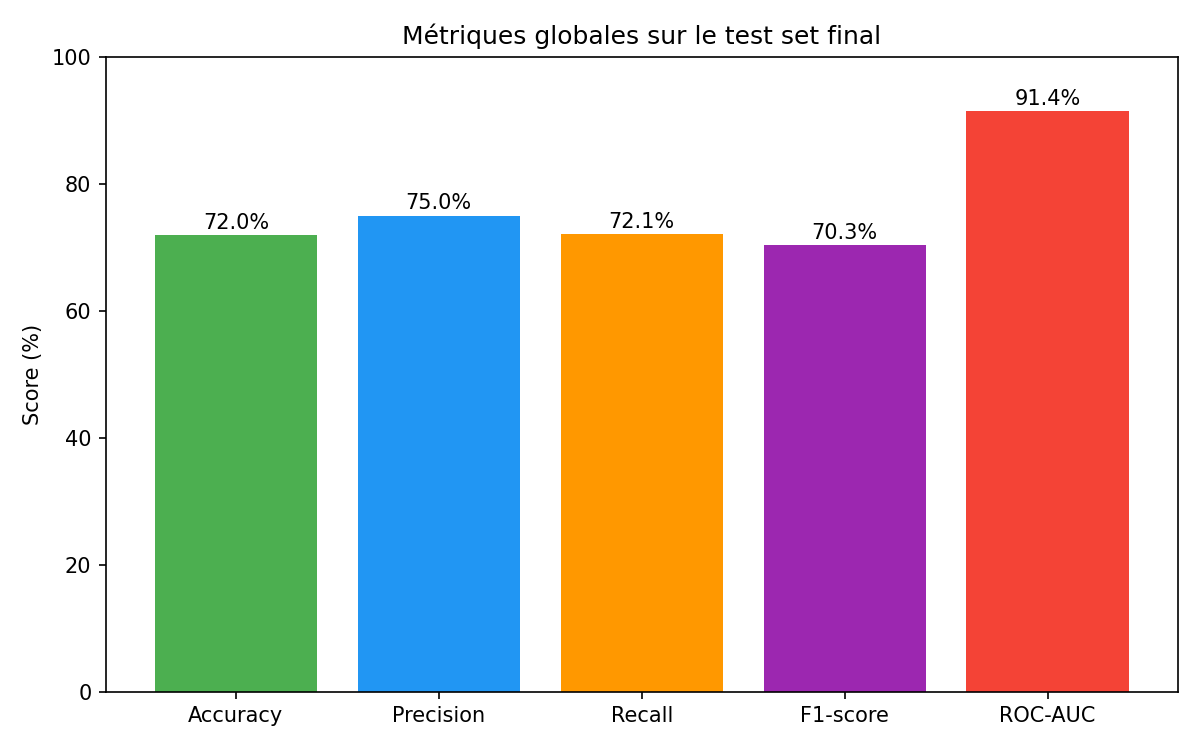 Métriques globales sur le test set final
100
80
60
40
20
0
Score (%)
72.0%
75.0%
72.1%
70.3%
91.4%
Accuracy
Precision
Recall
F1-score
ROC-AUC